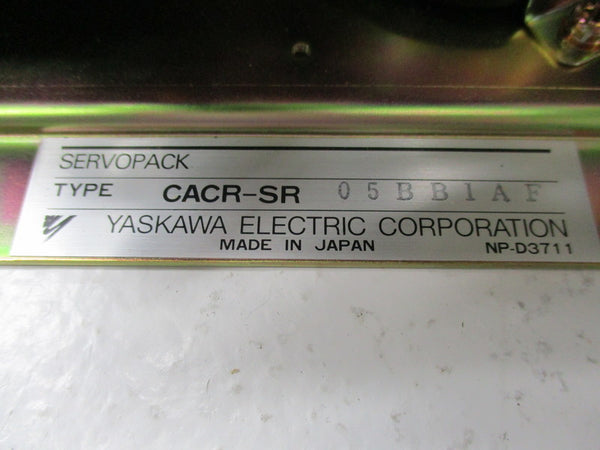 SERVOPACK
TYPE CACR-SR 05BB1AF
YASKAWA ELECTRIC CORPORATION
MADE IN JAPAN NP-D3711